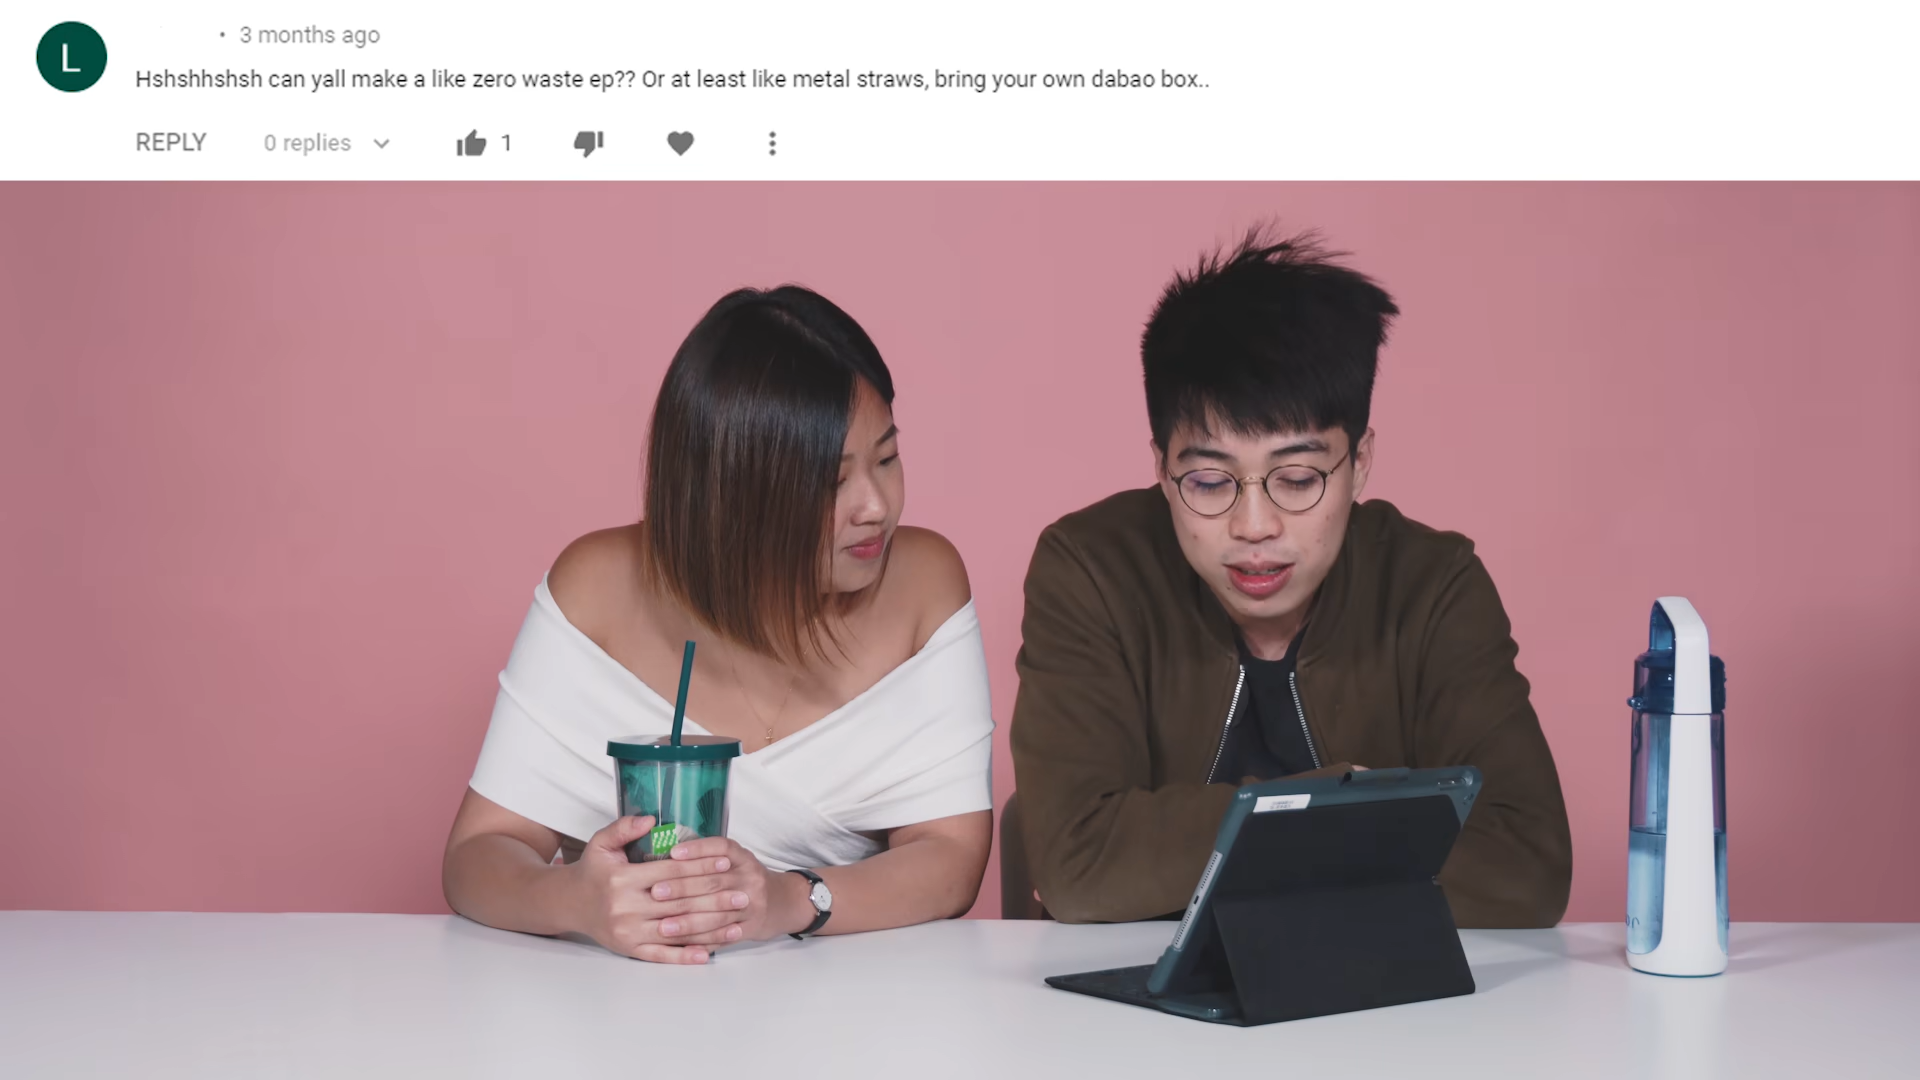 L
• 3 months ago
Hshshhshsh can yall make a like zero waste ep?? Or at least like metal straws, bring your own dabao box..
REPLY 0 replies 1